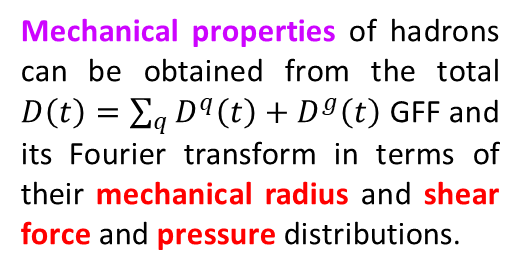 Mechanical properties of hadrons
can be obtained from the total
D(t) = ∑_q D^q(t) + D^g(t) GFF and
its Fourier transform in terms of
their mechanical radius and shear
force and pressure distributions.